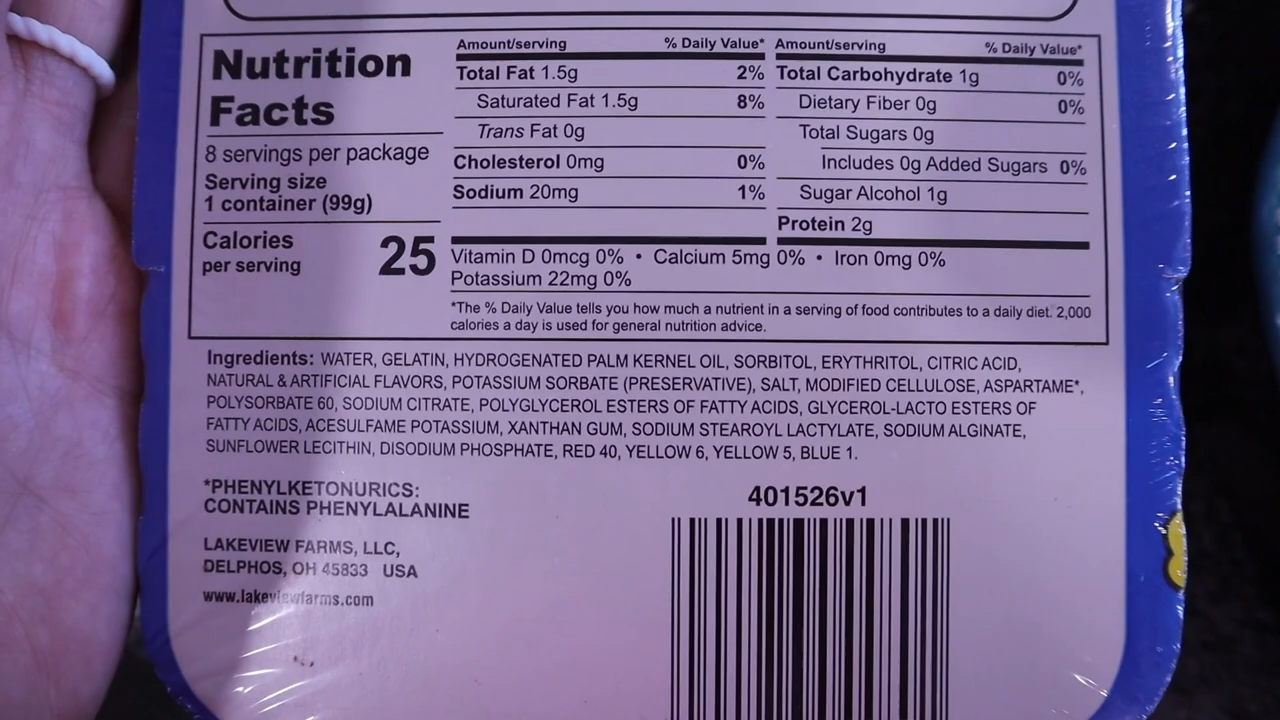 Nutrition
Facts
8 servings per package
Serving size
1 container (99g)
Calories
per serving
25
Amount/serving % Daily Value*
Total Fat 1.5g 2%
Saturated Fat 1.5g 8%
Trans Fat 0g
Cholesterol 0mg 0%
Sodium 20mg 1%
Amount/serving % Daily Value*
Total Carbohydrate 1g 0%
Dietary Fiber 0g 0%
Total Sugars 0g
Includes 0g Added Sugars 0%
Sugar Alcohol 1g
Protein 2g
Vitamin D 0mcg 0% • Calcium 5mg 0% • Iron 0mg 0%
Potassium 22mg 0%
*The % Daily Value tells you how much a nutrient in a serving of food contributes to a daily diet. 2,000
calories a day is used for general nutrition advice.
Ingredients: WATER, GELATIN, HYDROGENATED PALM KERNEL OIL, SORBITOL, ERYTHRITOL, CITRIC ACID,
NATURAL & ARTIFICIAL FLAVORS, POTASSIUM SORBATE (PRESERVATIVE), SALT, MODIFIED CELLULOSE, ASPARTAME*,
POLYSORBATE 60, SODIUM CITRATE, POLYGLYCEROL ESTERS OF FATTY ACIDS, GLYCEROL-LACTO ESTERS OF
FATTY ACIDS, ACESULFAME POTASSIUM, XANTHAN GUM, SODIUM STEAROYL LACTYLATE, SODIUM ALGINATE,
SUNFLOWER LECITHIN, DISODIUM PHOSPHATE, RED 40, YELLOW 6, YELLOW 5, BLUE 1.
*PHENYLKETONURICS:
CONTAINS PHENYLALANINE
LAKEVIEW FARMS, LLC,
DELPHOS, OH 45833 USA
www.lakeviewfarms.com
401526v1